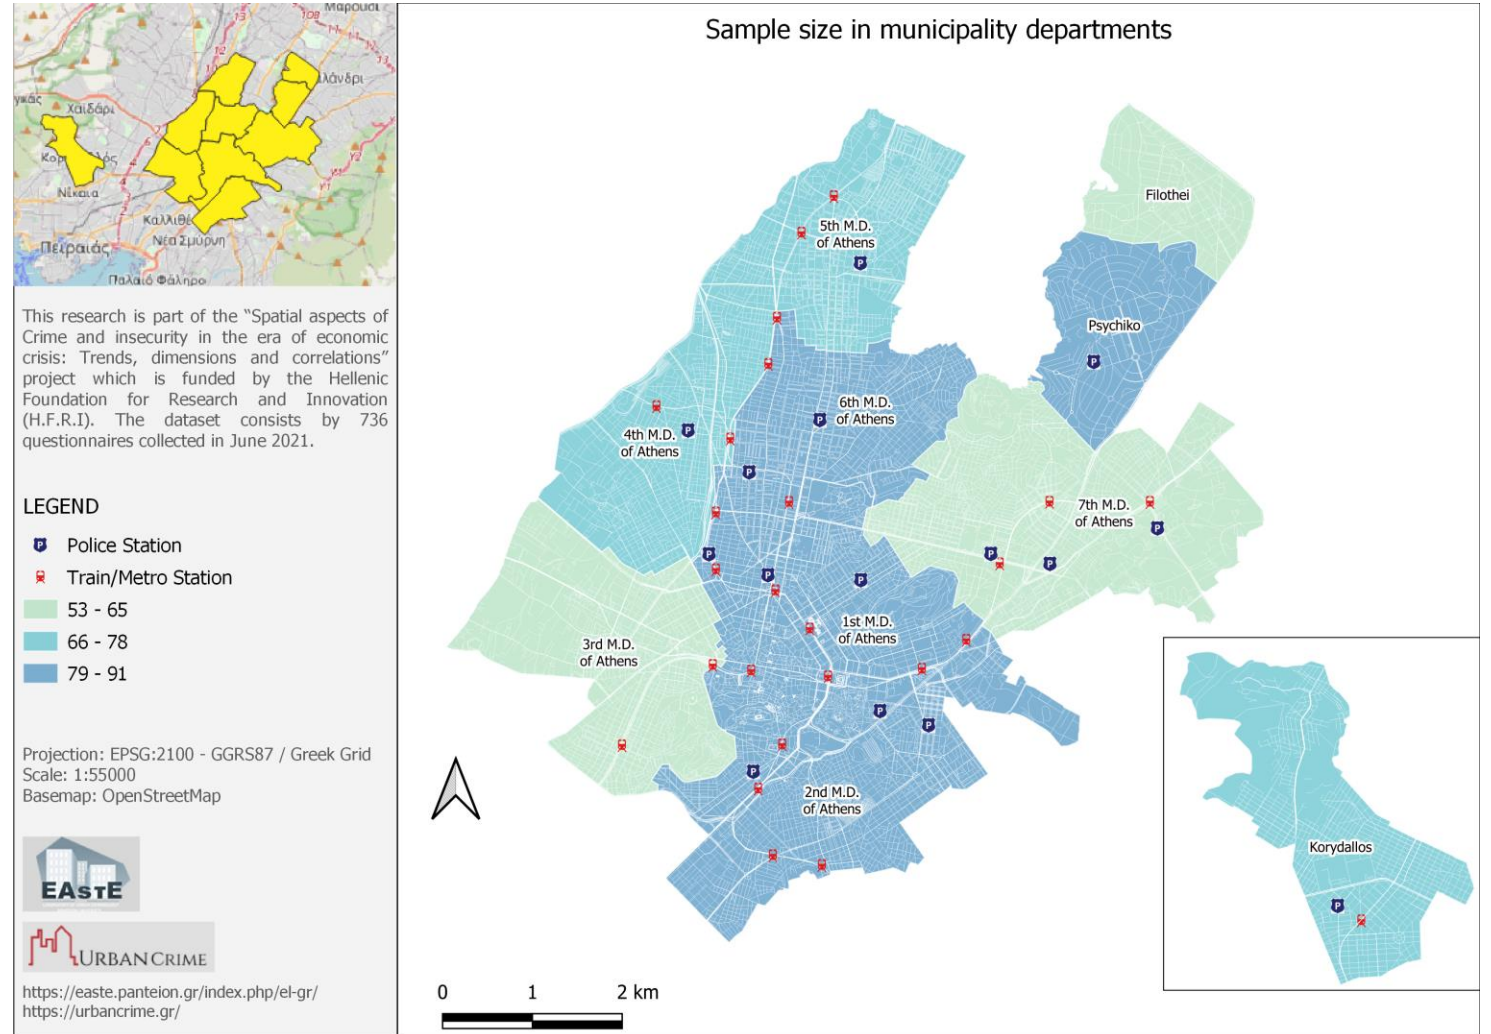 Sample size in municipality departments
Μαρούσι
λάνδρι
γκάς
Χαϊδάρι
Νίκαια
Καλλιθέ
Νέα Σμύρνη
Πειραιάς
Παλαιό Φάληρο
This research is part of the “Spatial aspects of
Crime and insecurity in the era of economic
crisis: Trends, dimensions and correlations”
project which is funded by the Hellenic
Foundation for Research and Innovation
(H.F.R.I). The dataset consists by 736
questionnaires collected in June 2021.
LEGEND
P Police Station
Train/Metro Station
53 - 65
66 - 78
79 - 91
Projection: EPSG:2100 - GGRS87 / Greek Grid
Scale: 1:55000
Basemap: OpenStreetMap
EASTE
URBAN CRIME
https://easte.panteion.gr/index.php/el-gr/
https://urbancrime.gr/
Filothei
5th M.D.
of Athens
Psychiko
6th M.D.
of Athens
4th M.D.
of Athens
7th M.D.
of Athens
1st M.D.
of Athens
3rd M.D.
of Athens
2nd M.D.
of Athens
Korydallos
0 1 2 km